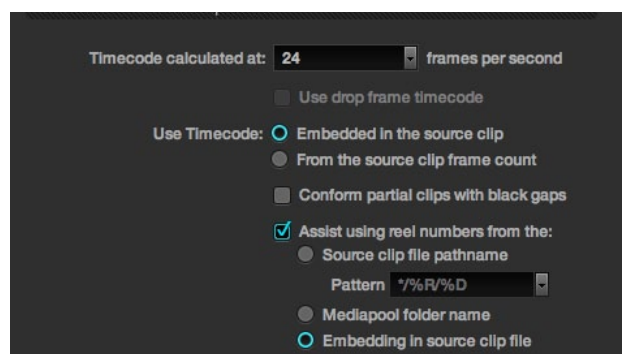 Timecode calculated at: 24 frames per second
Use drop frame timecode
Use Timecode: Embedded in the source clip
From the source clip frame count
Conform partial clips with black gaps
Assist using reel numbers from the:
Source clip file pathname
Pattern */%R/%D
Mediapool folder name
Embedding in source clip file